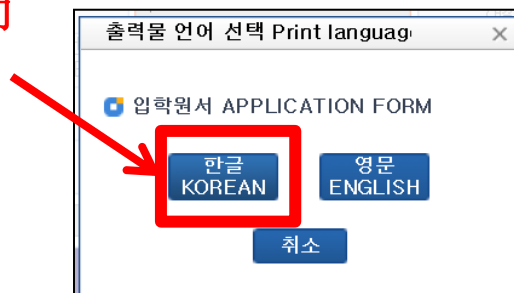 출력물 언어 선택 Print languag
입학원서 APPLICATION FORM
한글
KOREAN
영문
ENGLISH
취소